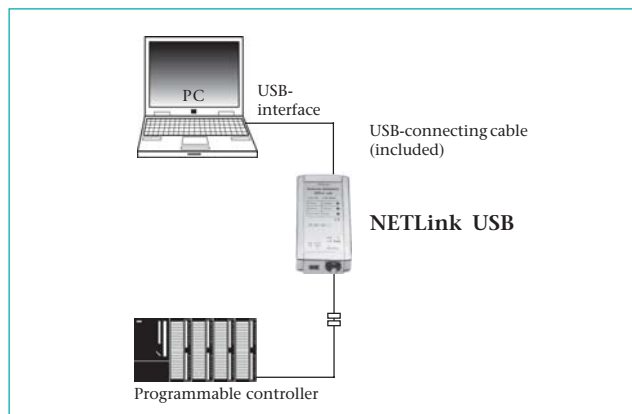 PC
USB-
interface
USB-connecting cable
(included)
NETLink USB
Programmable controller